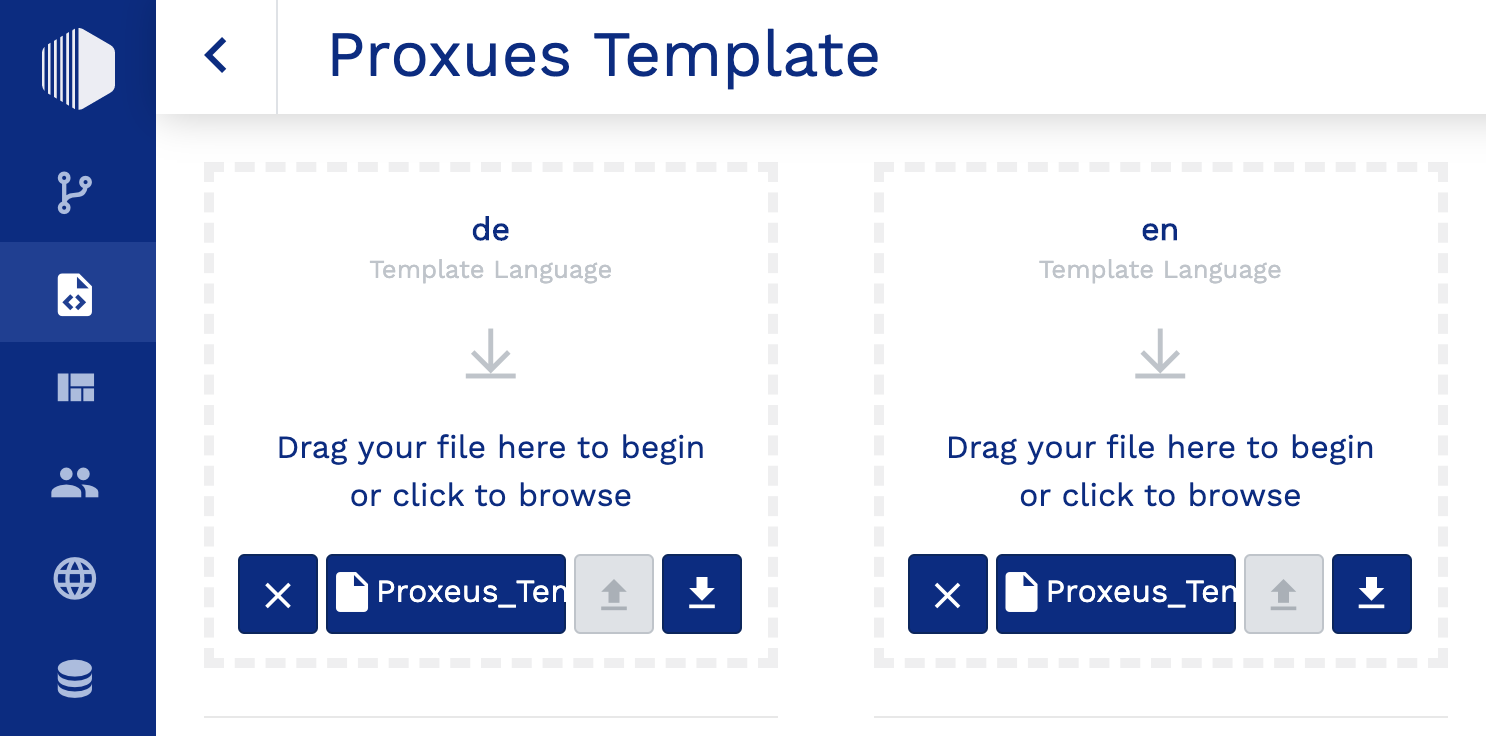 Proxues Template
de
Template Language
Drag your file here to begin
or click to browse
Proxeus_Ten
en
Template Language
Drag your file here to begin
or click to browse
Proxeus_Ten